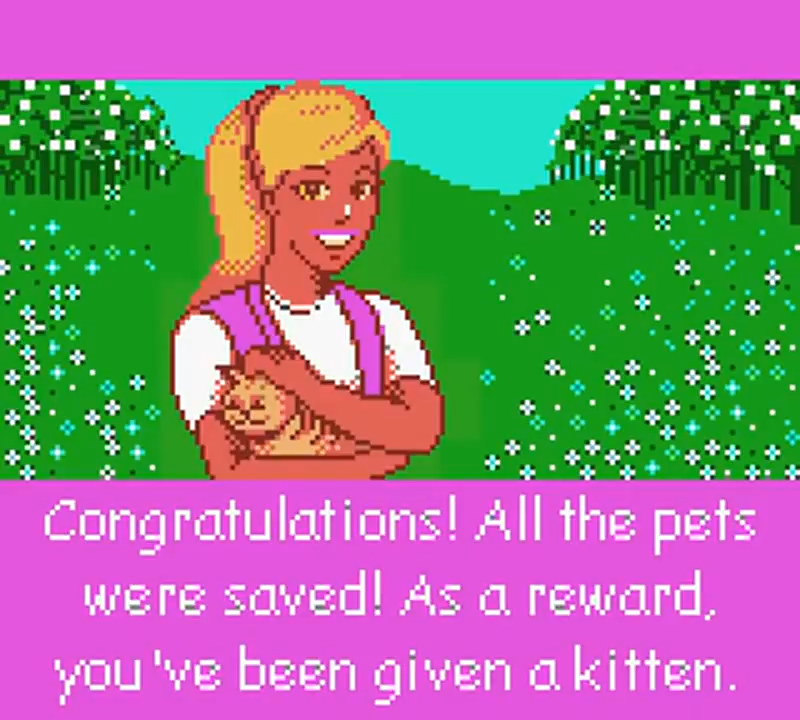 Congratulations! All the pets
were saved! As a reward,
you've been given a kitten.